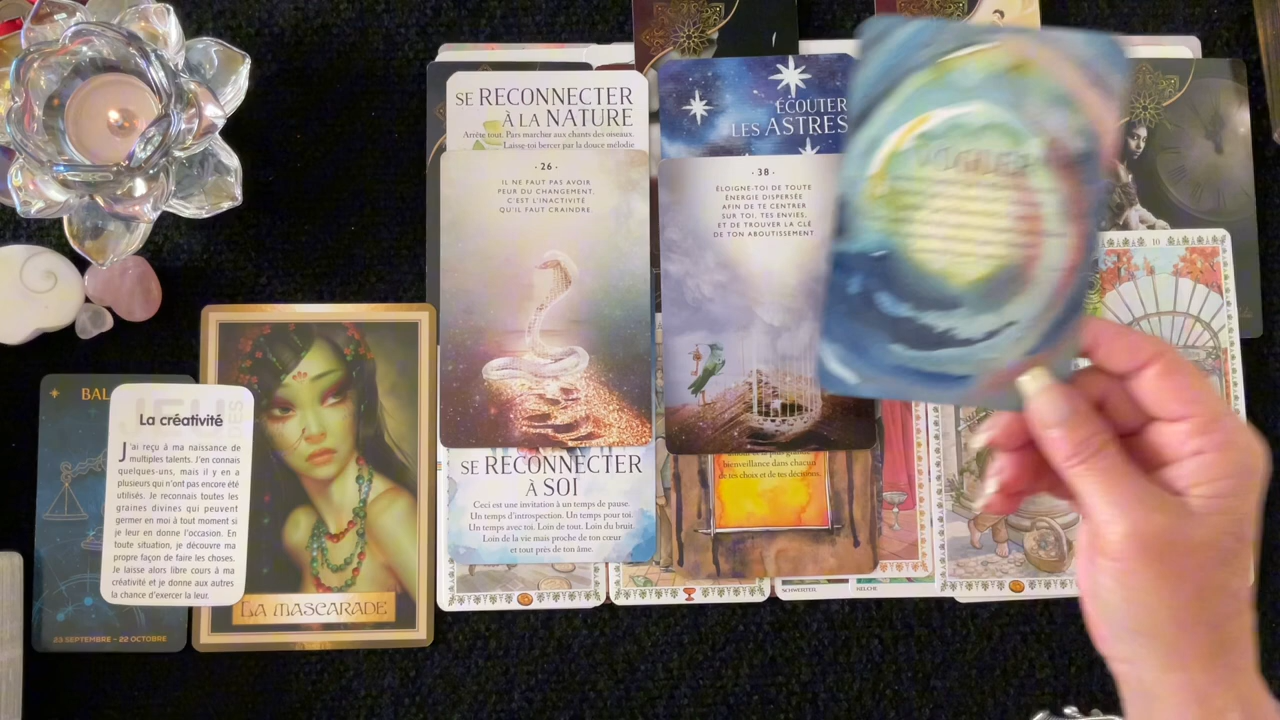 SE RECONNECTER
À LA NATURE
Arrête tout. Pars marcher aux chants des oiseaux.
Laisse-toi bercer par la douce mélodie
· 26 ·
IL NE FAUT PAS AVOIR
PEUR DU CHANGEMENT,
C'EST L'INACTIVITÉ
QU'IL FAUT CRAINDRE
SE RECONNECTER
À SOI
Ceci est une invitation à un temps de pause.
Un temps d'introspection. Un temps pour toi.
Un temps avec toi. Loin de tout. Loin du bruit
Loin de la vie mais proche de ton cœur
et tout près de ton âme.
ÉCOUTER
LES ASTRES
· 38 ·
ÉLOIGNE-TOI DE TOUTE
ÉNERGIE DISPERSÉE
AFIN DE TE CENTRER
SUR TOI, TES ENVIES,
ET DE TROUVER LA CLÉ
DE TON ABOUTISSEMENT
bienveillance dans chacun
de tes choix et de tes décisions.
10
BAL
La créativité
J'ai reçu à ma naissance de
multiples talents. J'en connais
quelques-uns, mais il y en a
plusieurs qui n'ont pas encore été
utilisés. Je reconnais toutes les
graines divines qui peuvent
germer en moi à tout moment si
je leur en donne l'occasion. En
toute situation, je découvre ma
propre façon de faire les choses.
Je laisse alors libre cours à ma
créativité et je donne aux autres
la chance d'exercer la leur.
23 SEPTEMBRE - 22 OCTOBRE
LA MASCARADE
SCHWERTER
KELCHE